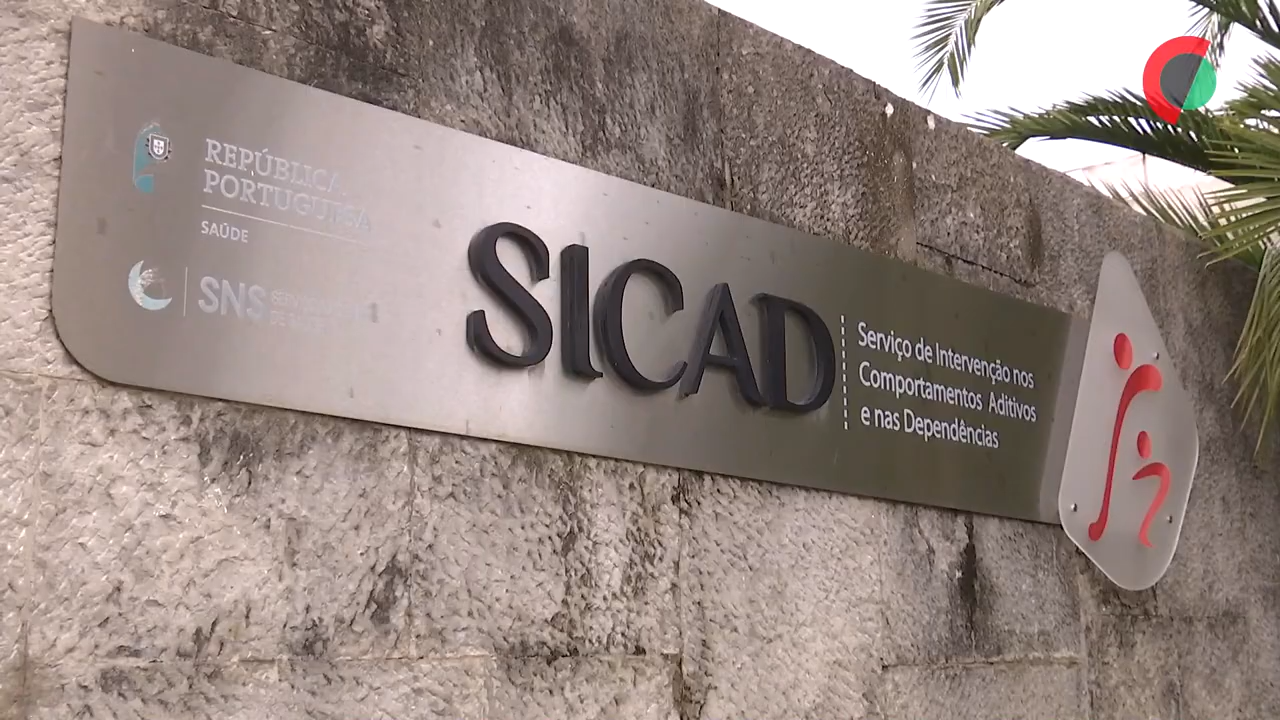 REPÚBLICA
PORTUGUESA
SAÚDE
SNS
SICAD
Serviço de Intervenção nos
Comportamentos Aditivos
e nas Dependências